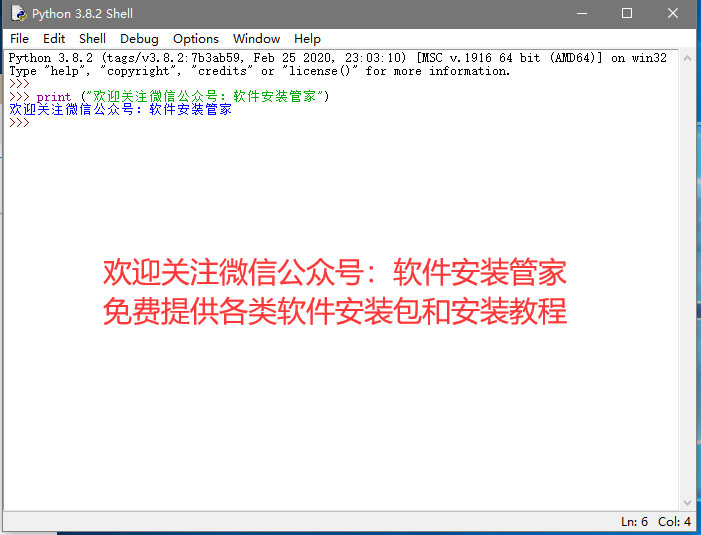 Python 3.8.2 Shell
File Edit Shell Debug Options Window Help
Python 3.8.2 (tags/v3.8.2:7b3ab59, Feb 25 2020, 23:03:10) [MSC v.1916 64 bit (AMD64)] on win32
Type "help", "copyright", "credits" or "license()" for more information.
>>>
>>> print ("欢迎关注微信公众号：软件安装管家")
欢迎关注微信公众号：软件安装管家
>>>
欢迎关注微信公众号：软件安装管家
免费提供各类软件安装包和安装教程
Ln: 6 Col: 4